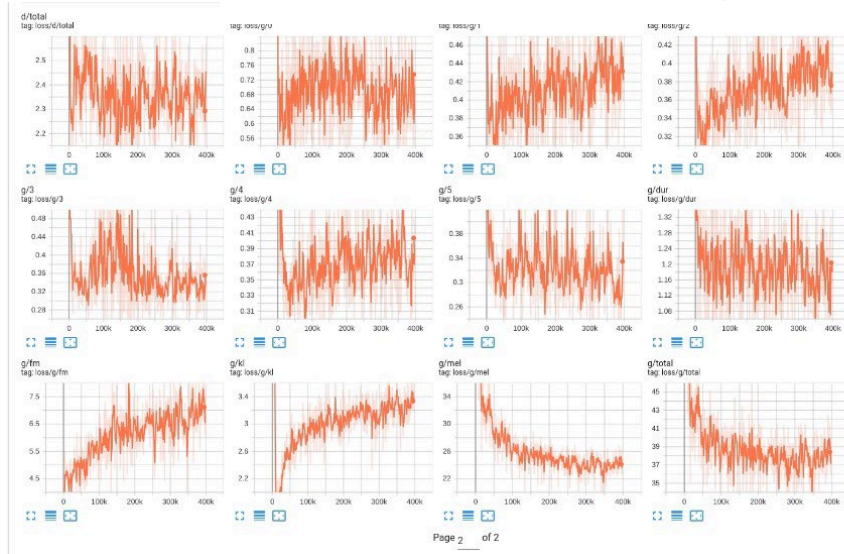 d/total
tag: loss/d/total
tag: loss/g/0
tag: loss/g/1
tag: loss/g/2
2.5
2.4
2.3
2.2
0 100k 200k 300k 400k
0.8
0.76
0.72
0.68
0.64
0.6
0.56
0 100k 200k 300k 400k
0.46
0.44
0.42
0.4
0.38
0.36
0 100k 200k 300k 400k
0.42
0.4
0.38
0.36
0.34
0.32
0 100k 200k 300k 400k
g/3
tag: loss/g/3
0.48
0.44
0.4
0.36
0.32
0.28
0 100k 200k 300k 400k
g/4
tag: loss/g/4
0.43
0.41
0.39
0.37
0.35
0.33
0.31
0 100k 200k 300k 400k
g/5
tag: loss/g/5
0.38
0.34
0.3
0.26
0 100k 200k 300k 400k
g/dur
tag: loss/g/dur
1.32
1.28
1.24
1.2
1.16
1.12
1.08
0 100k 200k 300k 400k
g/fm
tag: loss/g/fm
7.5
6.5
5.5
4.5
0 100k 200k 300k 400k
g/kl
tag: loss/g/kl
3.4
3
2.6
2.2
0 100k 200k 300k 400k
g/mel
tag: loss/g/mel
34
30
26
22
0 100k 200k 300k 400k
g/total
tag: loss/g/total
45
43
41
39
37
35
0 100k 200k 300k 400k
Page 2 of 2